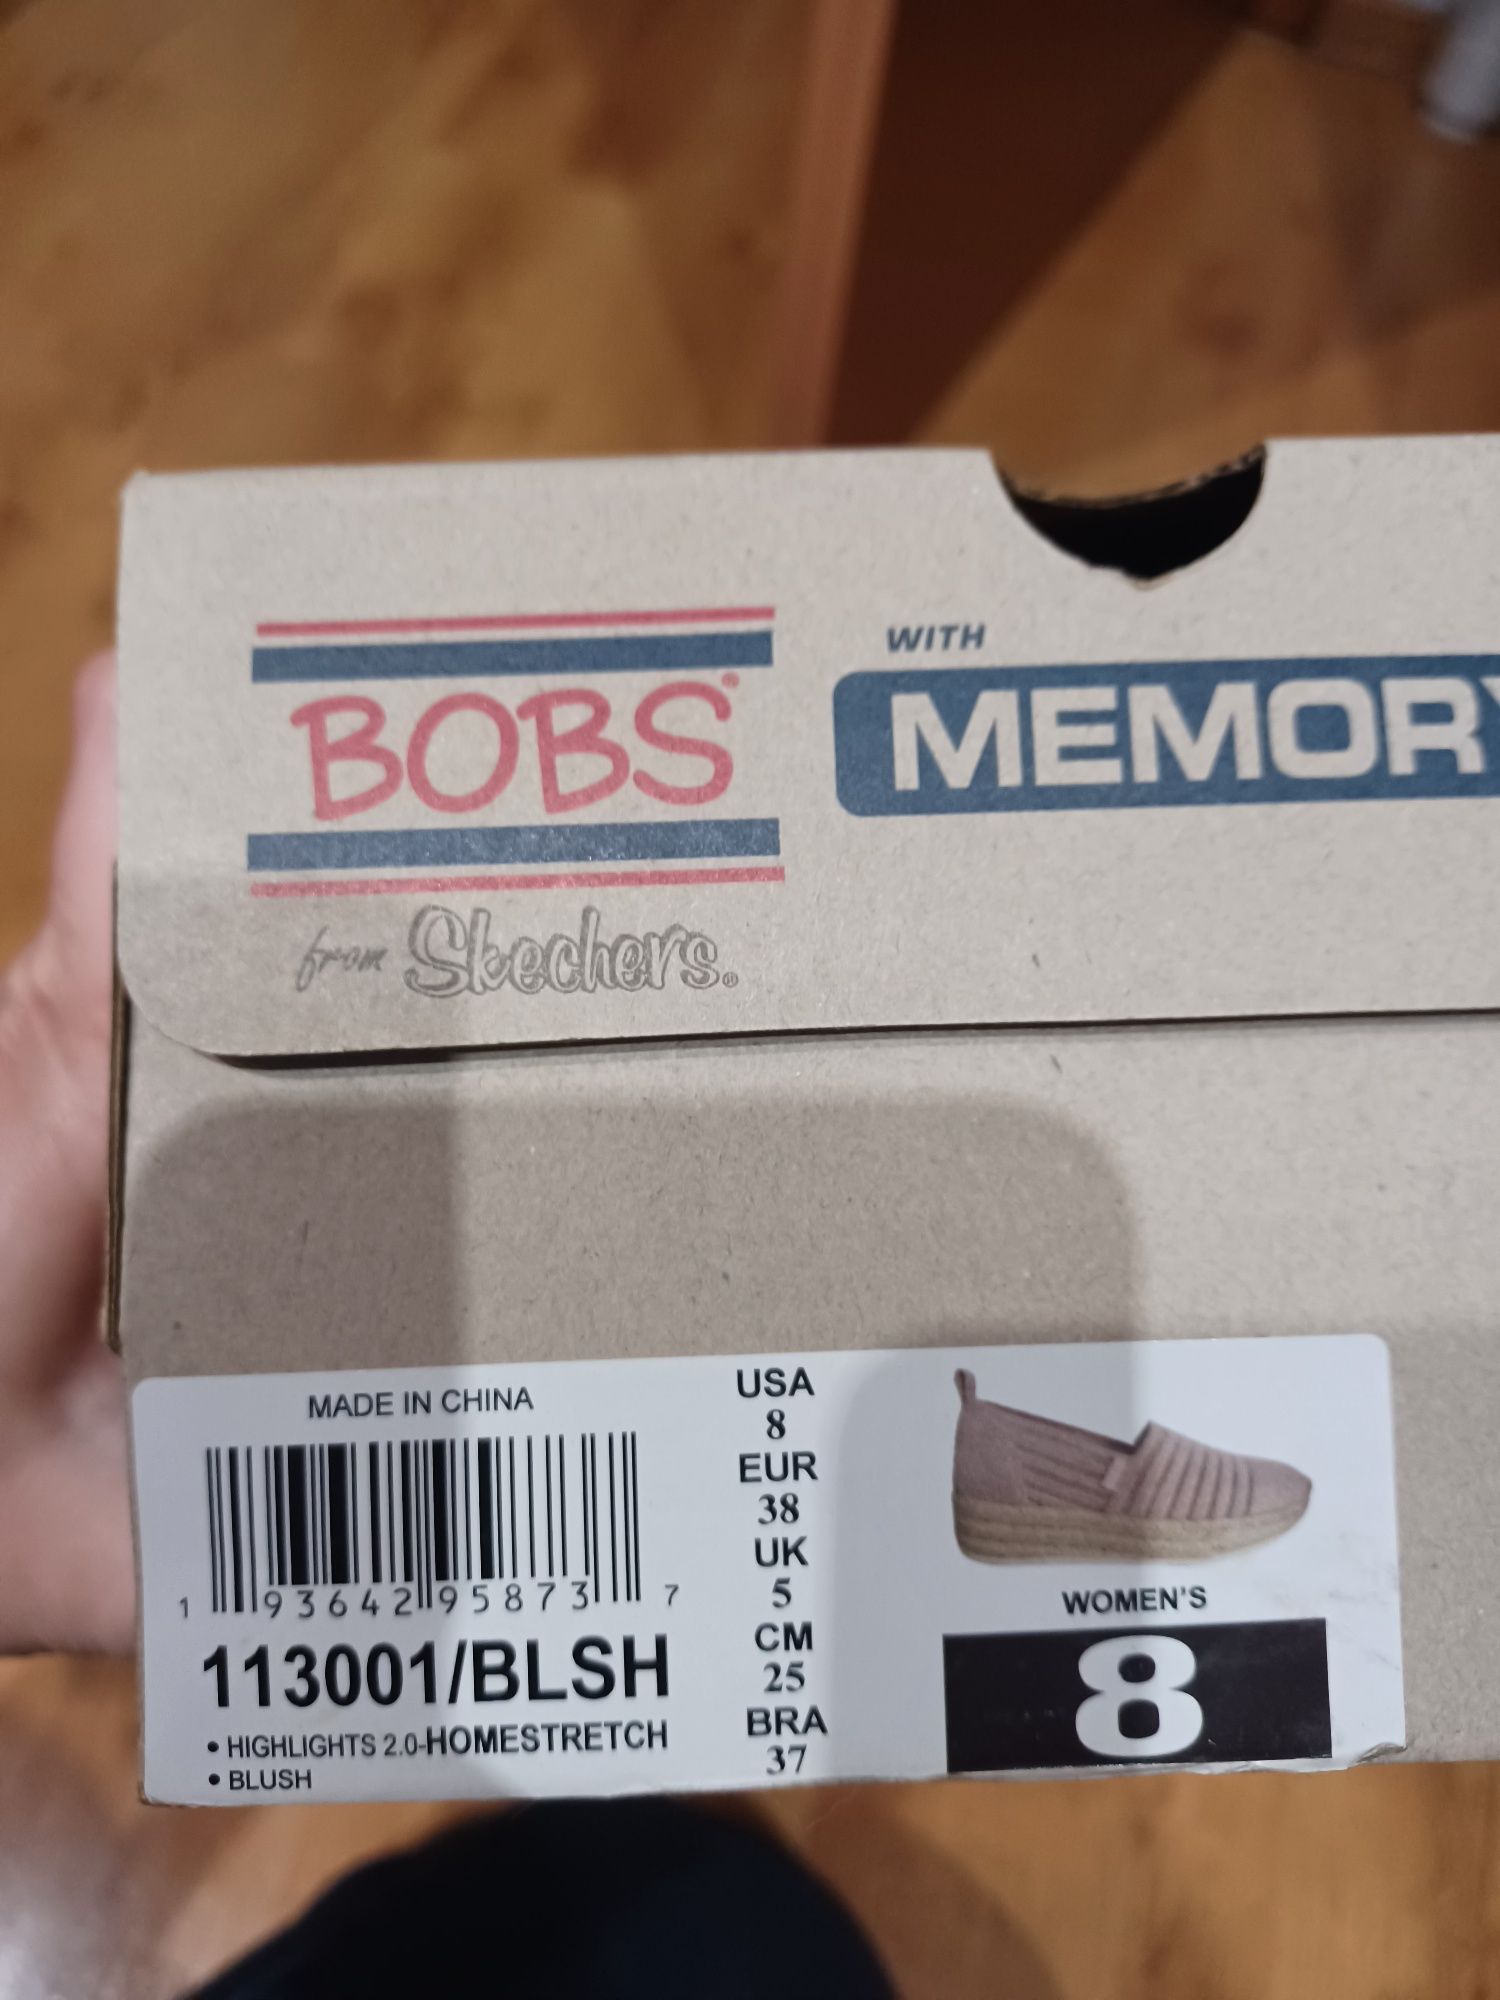 BOBS®
from Skechers®
WITH
MEMORY
MADE IN CHINA
1 93642 95873 7
113001/BLSH
• HIGHLIGHTS 2.0-HOMESTRETCH
• BLUSH
USA
8
EUR
38
UK
5
CM
25
BRA
37
WOMEN'S
8